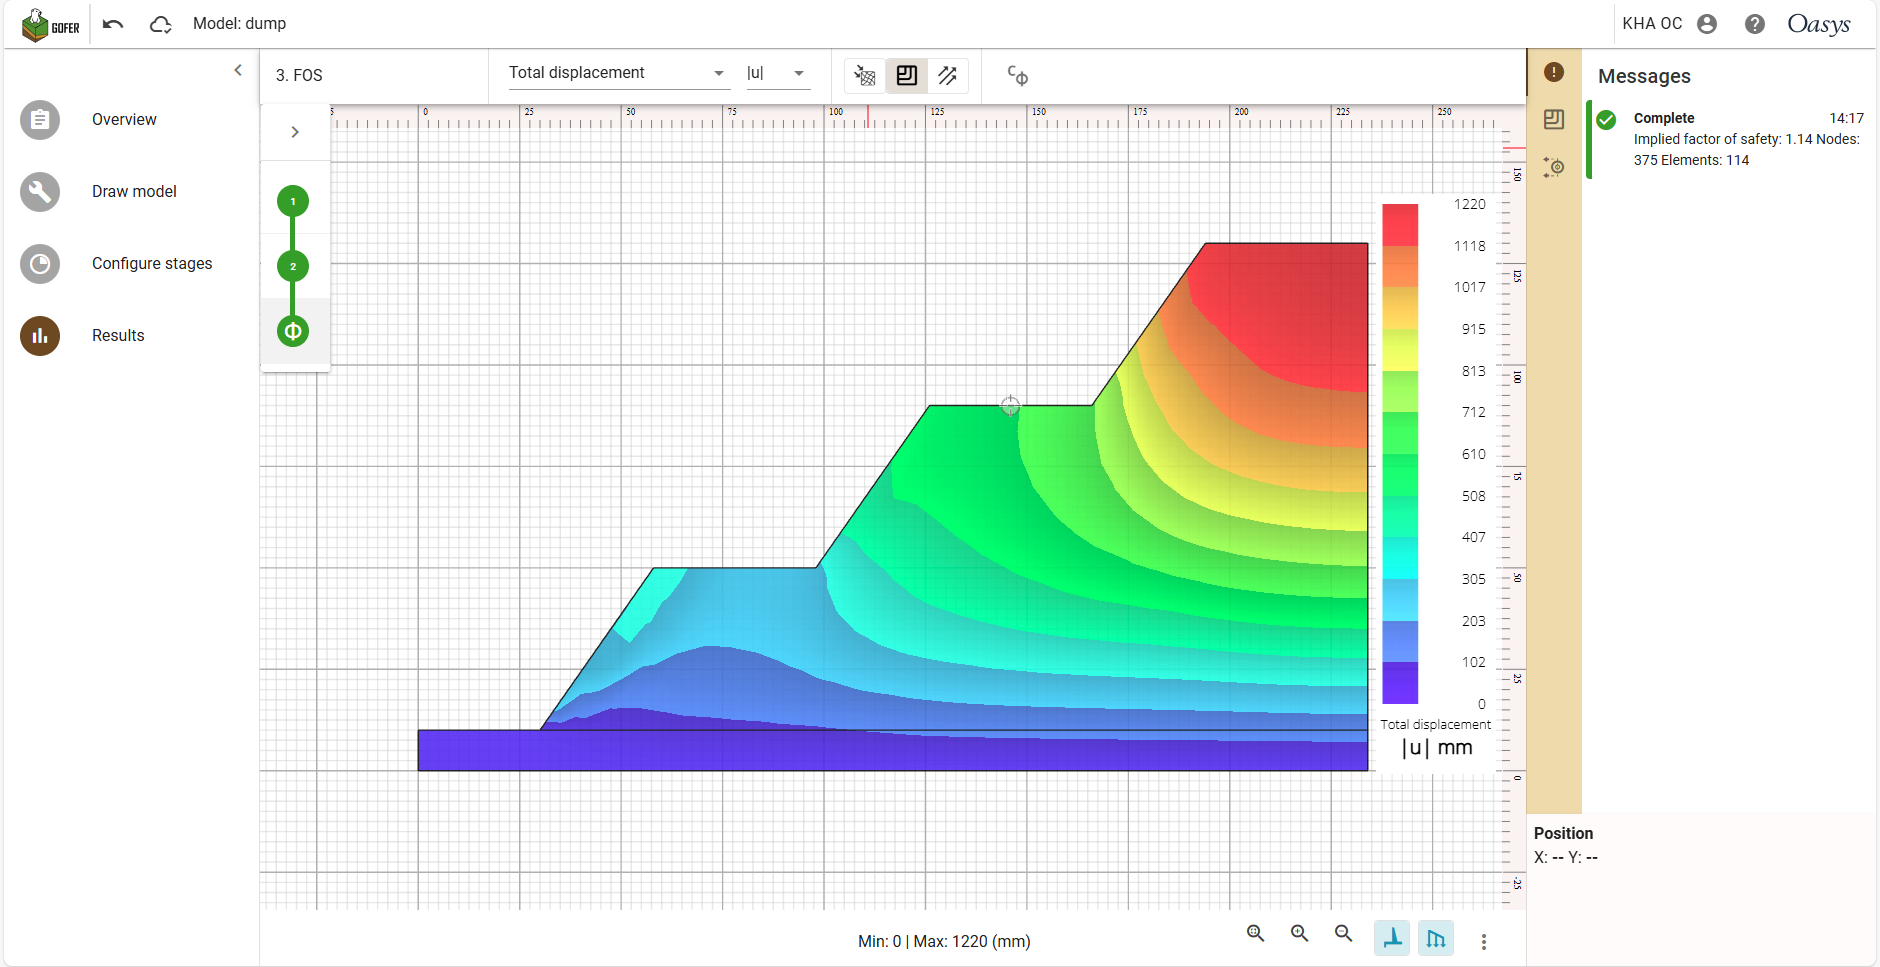 GOFER
Model: dump
KHA OC
Oasys
Overview
Draw model
Configure stages
Results
3. FOS
Total displacement
|u|
0
25
50
75
100
125
150
175
200
225
250
1
2
Φ
150
125
100
50
25
0
-25
1220
1118
1017
915
813
712
610
508
407
305
203
102
0
Total displacement
|u| mm
Min: 0 | Max: 1220 (mm)
Messages
Complete
14:17
Implied factor of safety: 1.14 Nodes:
375 Elements: 114
Position
X: -- Y: --